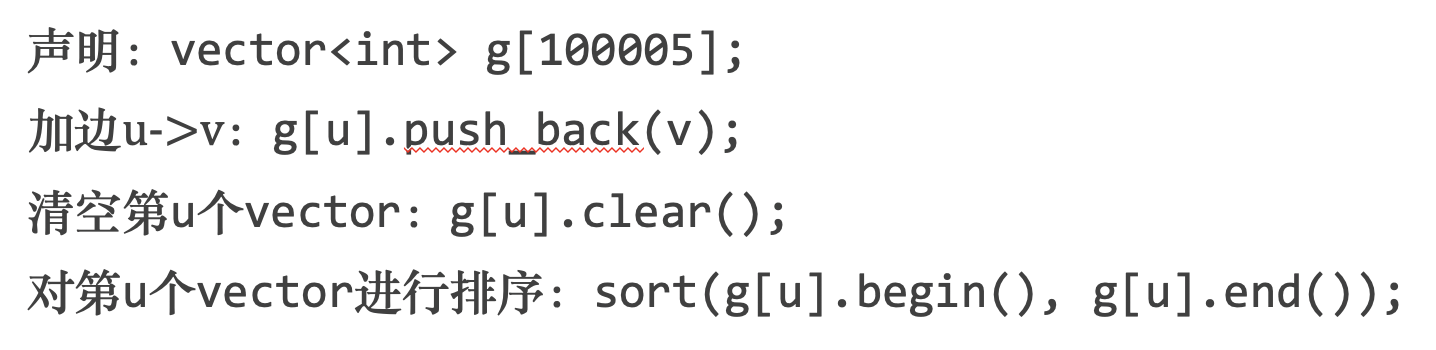 声明：vector<int> g[100005];
加边u->v：g[u].push_back(v);
清空第u个vector：g[u].clear();
对第u个vector进行排序：sort(g[u].begin(), g[u].end());